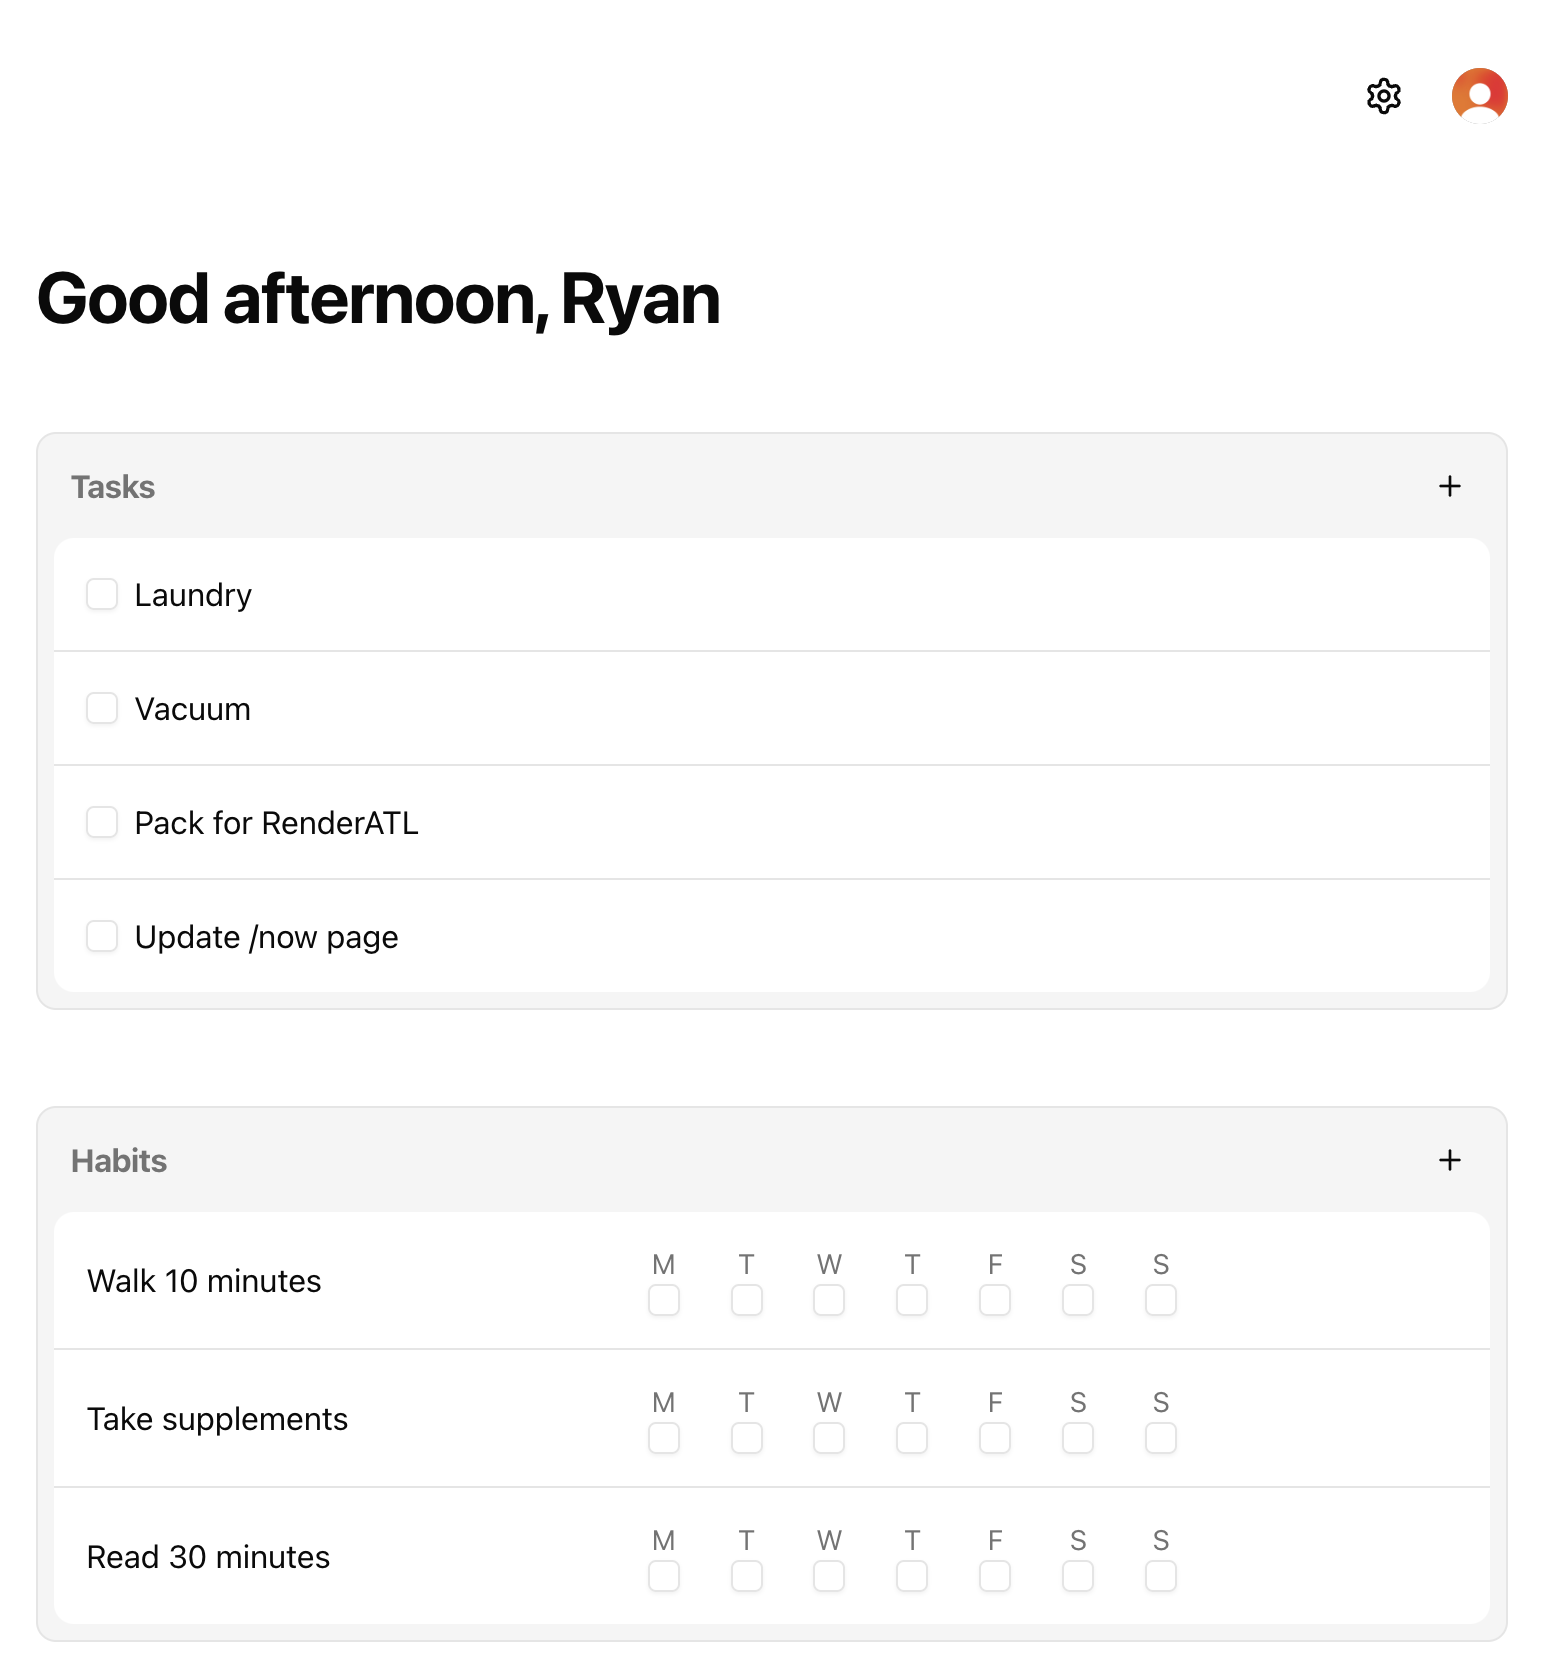 Good afternoon, Ryan
Tasks
Laundry
Vacuum
Pack for RenderATL
Update /now page
Habits
M T W T F S S
Walk 10 minutes
M T W T F S S
Take supplements
M T W T F S S
Read 30 minutes